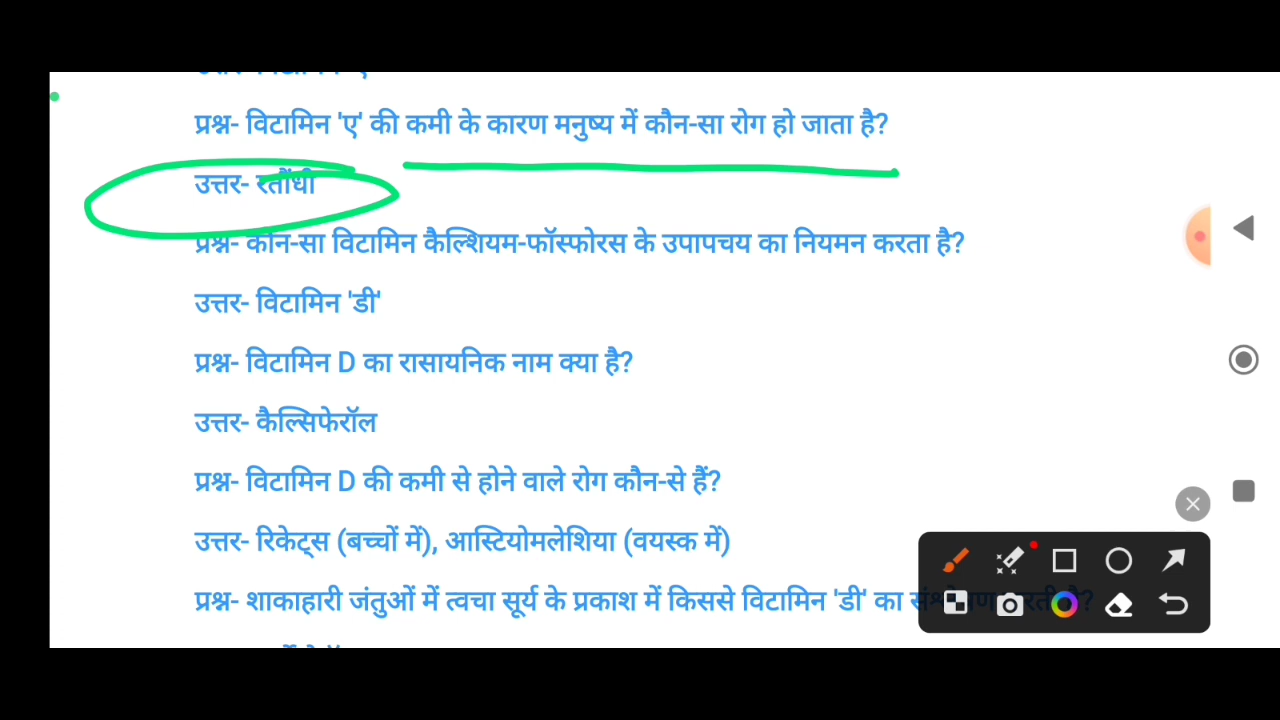 प्रश्न- विटामिन 'ए' की कमी के कारण मनुष्य में कौन-सा रोग हो जाता है?
उत्तर- रतौंधी
प्रश्न- कौन-सा विटामिन कैल्शियम-फॉस्फोरस के उपापचय का नियमन करता है?
उत्तर- विटामिन 'डी'
प्रश्न- विटामिन D का रासायनिक नाम क्या है?
उत्तर- कैल्सिफेरॉल
प्रश्न- विटामिन D की कमी से होने वाले रोग कौन-से हैं?
उत्तर- रिकेट्स (बच्चों में), आस्टियोमलेशिया (वयस्क में)
प्रश्न- शाकाहारी जंतुओं में त्वचा सूर्य के प्रकाश में किससे विटामिन 'डी' का